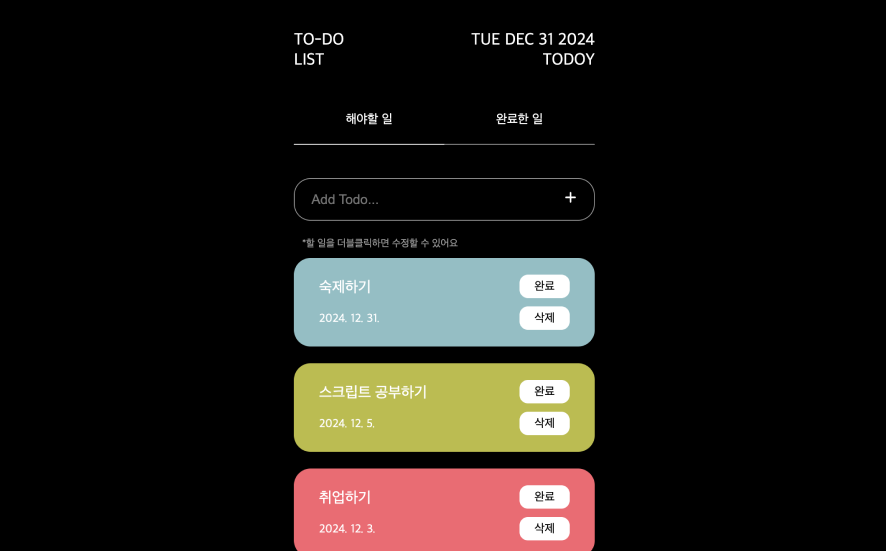 TO-DO
LIST
TUE DEC 31 2024
TODOY
해야할 일
완료한 일
Add Todo...
+
*할 일을 더블클릭하면 수정할 수 있어요
숙제하기
완료
2024. 12. 31.
삭제
스크립트 공부하기
완료
2024. 12. 5.
삭제
취업하기
완료
2024. 12. 3.
삭제